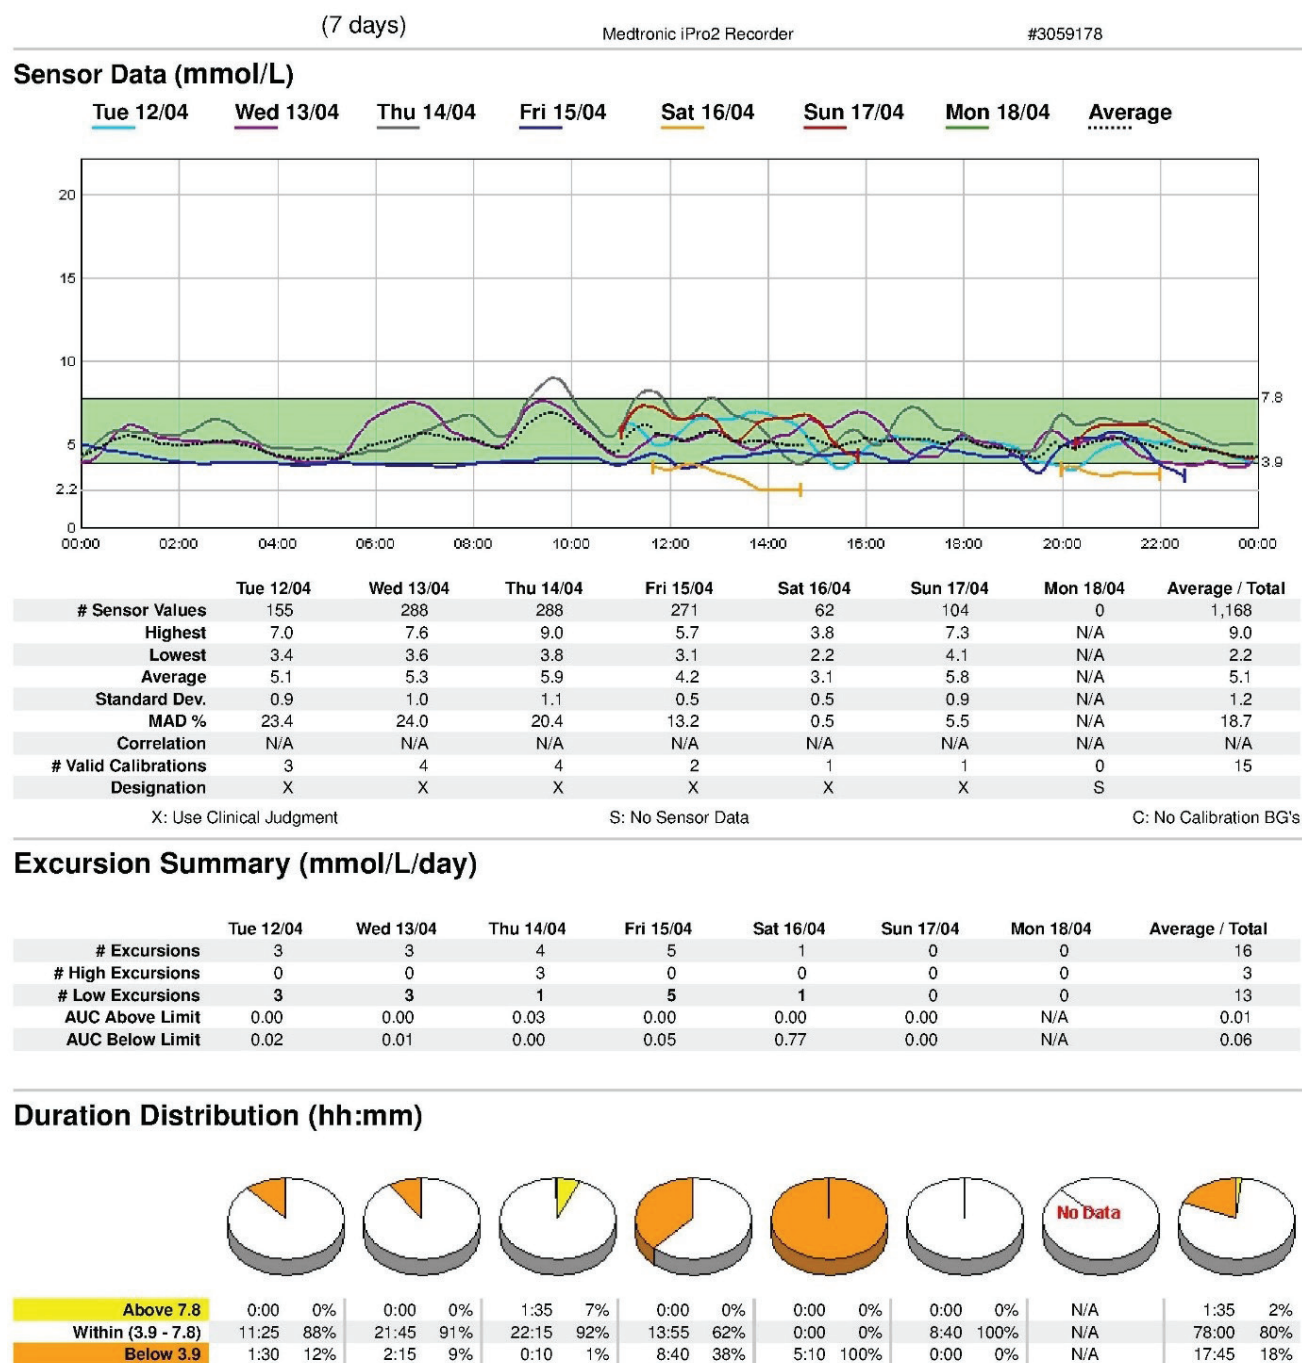 (7 days) Medtronic iPro2 Recorder #3059178
Sensor Data (mmol/L)
Tue 12/04 Wed 13/04 Thu 14/04 Fri 15/04 Sat 16/04 Sun 17/04 Mon 18/04 Average
20
15
10
7.8
5
3.9
2.2
0
00:00 02:00 04:00 06:00 08:00 10:00 12:00 14:00 16:00 18:00 20:00 22:00 00:00
Tue 12/04 Wed 13/04 Thu 14/04 Fri 15/04 Sat 16/04 Sun 17/04 Mon 18/04 Average / Total
# Sensor Values 155 288 288 271 62 104 0 1,168
Highest 7.0 7.6 9.0 5.7 3.8 7.3 N/A 9.0
Lowest 3.4 3.6 3.8 3.1 2.2 4.1 N/A 2.2
Average 5.1 5.3 5.9 4.2 3.1 5.8 N/A 5.1
Standard Dev. 0.9 1.0 1.1 0.5 0.5 0.9 N/A 1.2
MAD % 23.4 24.0 20.4 13.2 0.5 5.5 N/A 18.7
Correlation N/A N/A N/A N/A N/A N/A N/A N/A
# Valid Calibrations 3 4 4 2 1 1 0 15
Designation X X X X X X S
X: Use Clinical Judgment S: No Sensor Data C: No Calibration BG's
Excursion Summary (mmol/L/day)
Tue 12/04 Wed 13/04 Thu 14/04 Fri 15/04 Sat 16/04 Sun 17/04 Mon 18/04 Average / Total
# Excursions 3 3 4 5 1 0 0 16
# High Excursions 0 0 3 0 0 0 0 3
# Low Excursions 3 3 1 5 1 0 0 13
AUC Above Limit 0.00 0.00 0.03 0.00 0.00 0.00 N/A 0.01
AUC Below Limit 0.02 0.01 0.00 0.05 0.77 0.00 N/A 0.06
Duration Distribution (hh:mm)
No Data
Above 7.8 0:00 0% 0:00 0% 1:35 7% 0:00 0% 0:00 0% 0:00 0% N/A 1:35 2%
Within (3.9 - 7.8) 11:25 88% 21:45 91% 22:15 92% 13:55 62% 0:00 0% 8:40 100% N/A 78:00 80%
Below 3.9 1:30 12% 2:15 9% 0:10 1% 8:40 38% 5:10 100% 0:00 0% N/A 17:45 18%